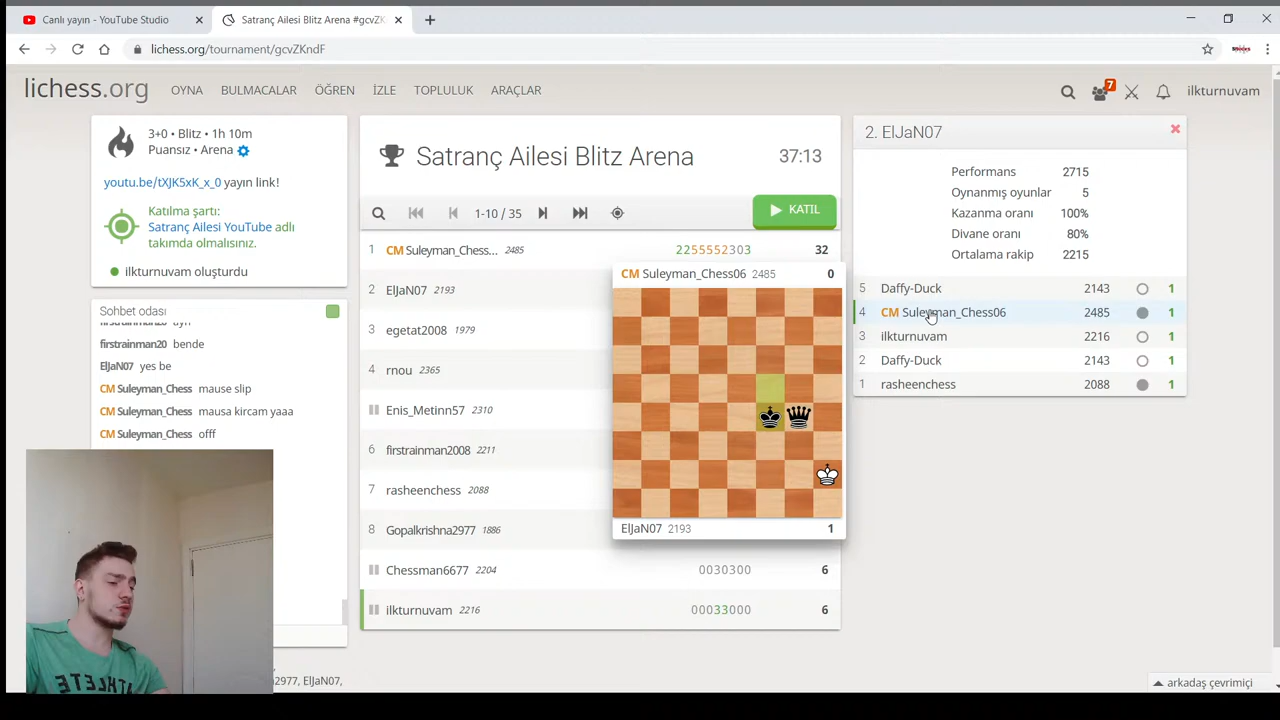 Canlı yayın - YouTube Studio
Satranç Ailesi Blitz Arena #gcvZK
lichess.org/tournament/gcvZKndF
lichess.org
OYNA
BULMACALAR
ÖĞREN
İZLE
TOPLULUK
ARAÇLAR
7
ilkturnuvam
3+0 • Blitz • 1h 10m
Puansız • Arena
youtu.be/tXJK5xK_x_0 yayın link!
Katılma şartı:
Satranç Ailesi YouTube adlı
takımda olmalısınız.
ilkturnuvam oluşturdu
Sohbet odası
firstrainman20 bende
ElJaN07 yes be
CM Suleyman_Chess mause slip
CM Suleyman_Chess mausa kircam yaaa
CM Suleyman_Chess offf
2977, ElJaN07,
Satranç Ailesi Blitz Arena 37:13
1-10 / 35
KATIL
1 CM Suleyman_Chess... 2485 2255552303 32
2 ElJaN07 2193
3 egetat2008 1979
4 rnou 2365
Enis_Metinn57 2310
6 firstrainman2008 2211
7 rasheenchess 2088
8 Gopalkrishna2977 1886
Chessman6677 2204 0030300 6
ilkturnuvam 2216 00033000 6
CM Suleyman_Chess06 2485 0
ElJaN07 2193 1
2. ElJaN07
Performans 2715
Oynanmış oyunlar 5
Kazanma oranı 100%
Divane oranı 80%
Ortalama rakip 2215
5 Daffy-Duck 2143 1
4 CM Suleyman_Chess06 2485 1
3 ilkturnuvam 2216 1
2 Daffy-Duck 2143 1
1 rasheenchess 2088 1
arkadaş çevrimiçi